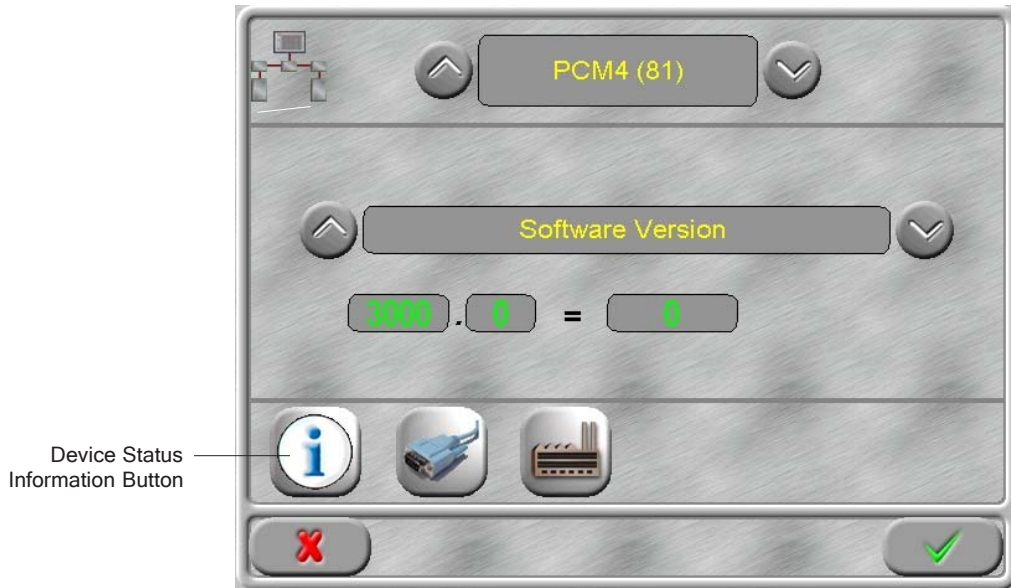 PCM4 (81)
Software Version
3000 . 0 = 0
i
Device Status
Information Button